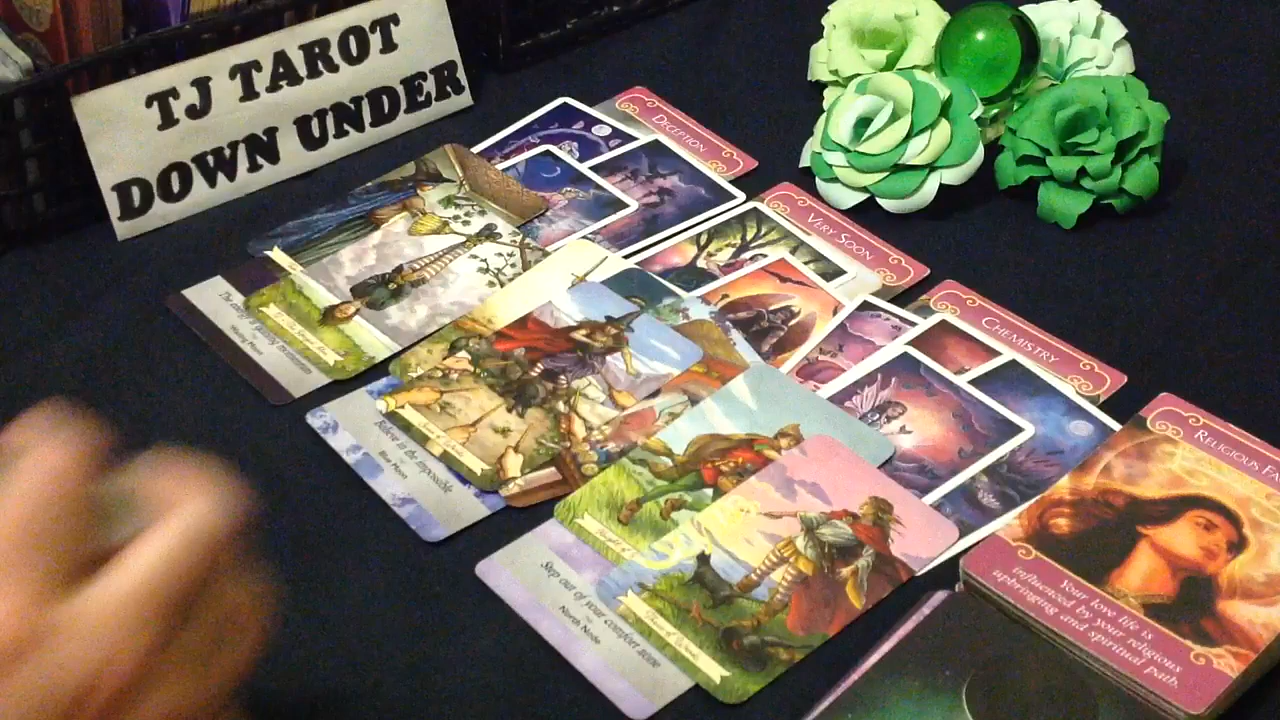 TJ TAROT
DOWN UNDER
DECEPTION
VERY SOON
CHEMISTRY
RELIGIOUS
Your love life is
influenced by your religious
upbringing and spiritual path.
Believe in the impossible
Blue Moon
Step out of your comfort zone
North Node